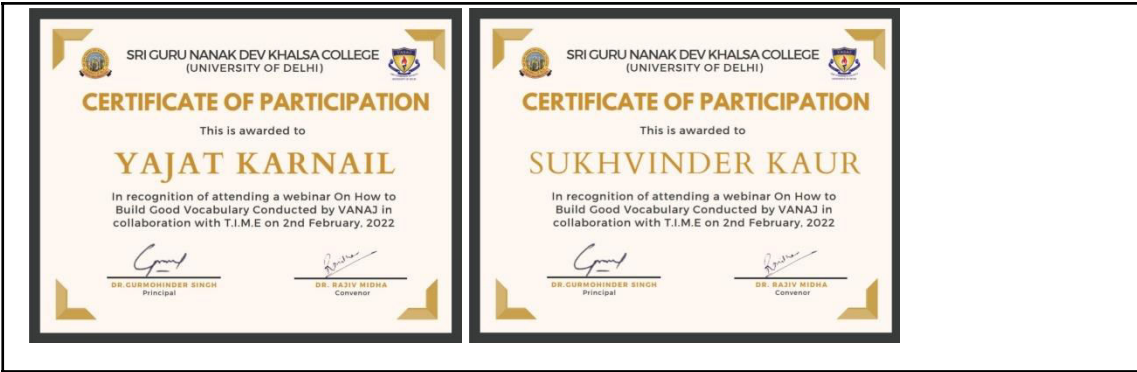 SRI GURU NANAK DEV KHALSA COLLEGE
(UNIVERSITY OF DELHI)
CERTIFICATE OF PARTICIPATION
This is awarded to
YAJAT KARNAIL
In recognition of attending a webinar On How to
Build Good Vocabulary Conducted by VANAJ in
collaboration with T.I.M.E on 2nd February, 2022
DR.GURMOHINDER SINGH
Principal
DR. RAJIV MIDHA
Convenor
SRI GURU NANAK DEV KHALSA COLLEGE
(UNIVERSITY OF DELHI)
CERTIFICATE OF PARTICIPATION
This is awarded to
SUKHVINDER KAUR
In recognition of attending a webinar On How to
Build Good Vocabulary Conducted by VANAJ in
collaboration with T.I.M.E on 2nd February, 2022
DR.GURMOHINDER SINGH
Principal
DR. RAJIV MIDHA
Convenor